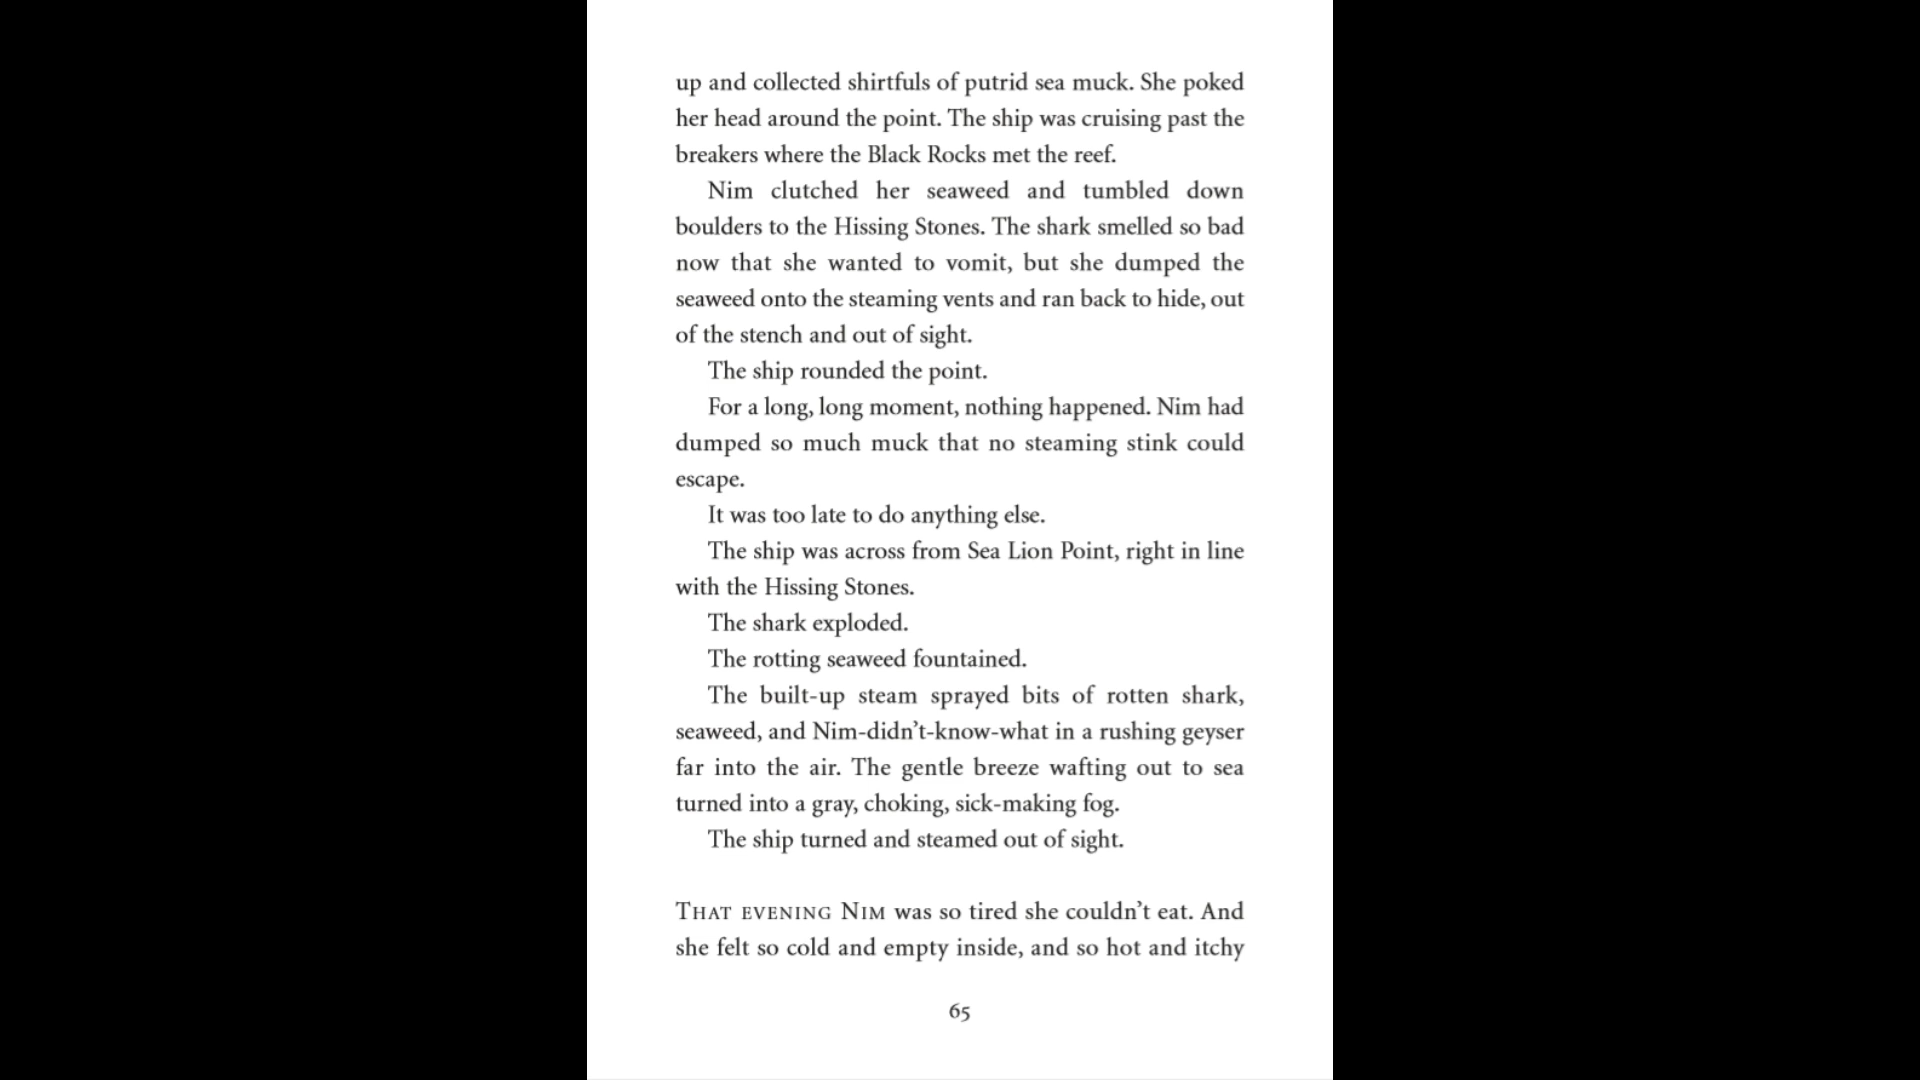 up and collected shirtfuls of putrid sea muck. She poked
her head around the point. The ship was cruising past the
breakers where the Black Rocks met the reef.
Nim clutched her seaweed and tumbled down
boulders to the Hissing Stones. The shark smelled so bad
now that she wanted to vomit, but she dumped the
seaweed onto the steaming vents and ran back to hide, out
of the stench and out of sight.
The ship rounded the point.
For a long, long moment, nothing happened. Nim had
dumped so much muck that no steaming stink could
escape.
It was too late to do anything else.
The ship was across from Sea Lion Point, right in line
with the Hissing Stones.
The shark exploded.
The rotting seaweed fountained.
The built-up steam sprayed bits of rotten shark,
seaweed, and Nim-didn’t-know-what in a rushing geyser
far into the air. The gentle breeze wafting out to sea
turned into a gray, choking, sick-making fog.
The ship turned and steamed out of sight.
THAT EVENING NIM was so tired she couldn’t eat. And
she felt so cold and empty inside, and so hot and itchy
65